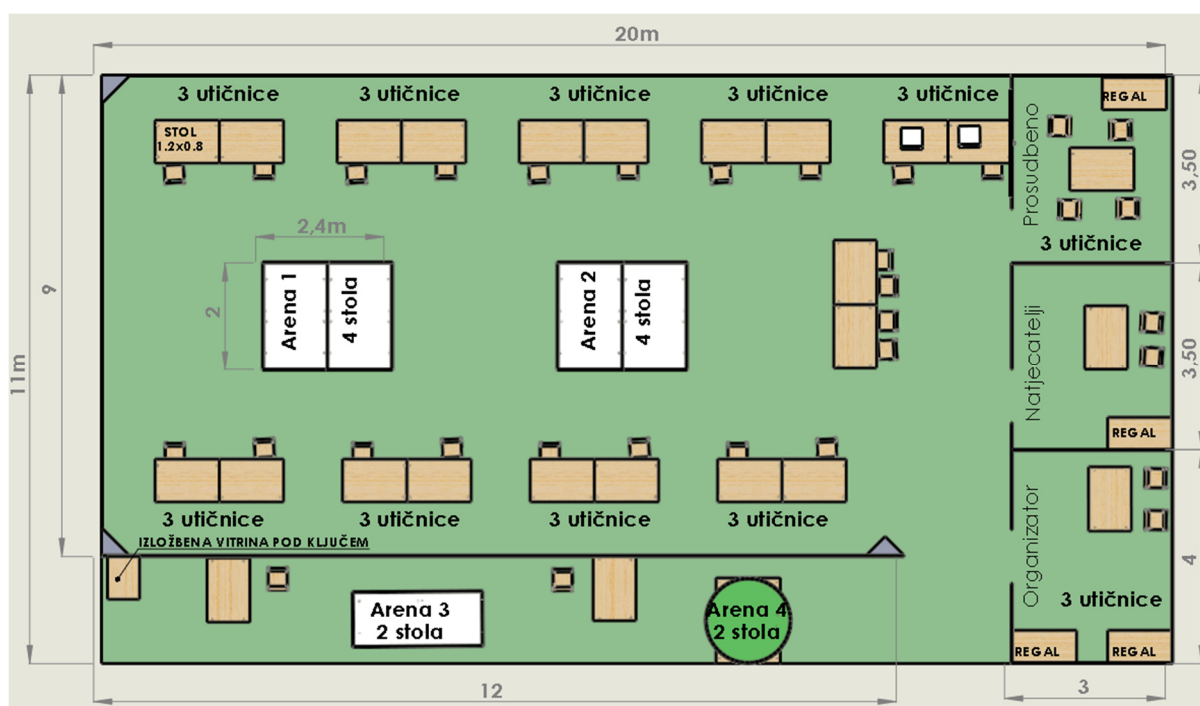 20m
3 utičnice
3 utičnice
3 utičnice
3 utičnice
3 utičnice
REGAL
STOL
1.2x0.8
Prosudbeno
3,50
3 utičnice
2,4m
9
2
11m
Arena 1
4 stola
Arena 2
4 stola
Natjecatelji
3,50
REGAL
3 utičnice
3 utičnice
3 utičnice
3 utičnice
IZLOŽBENA VITRINA POD KLJUČEM
Organizator
4
3 utičnice
Arena 3
2 stola
Arena 4
2 stola
REGAL
REGAL
12
3